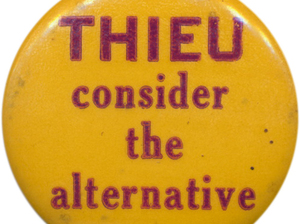 THIEU
consider
the
alternative